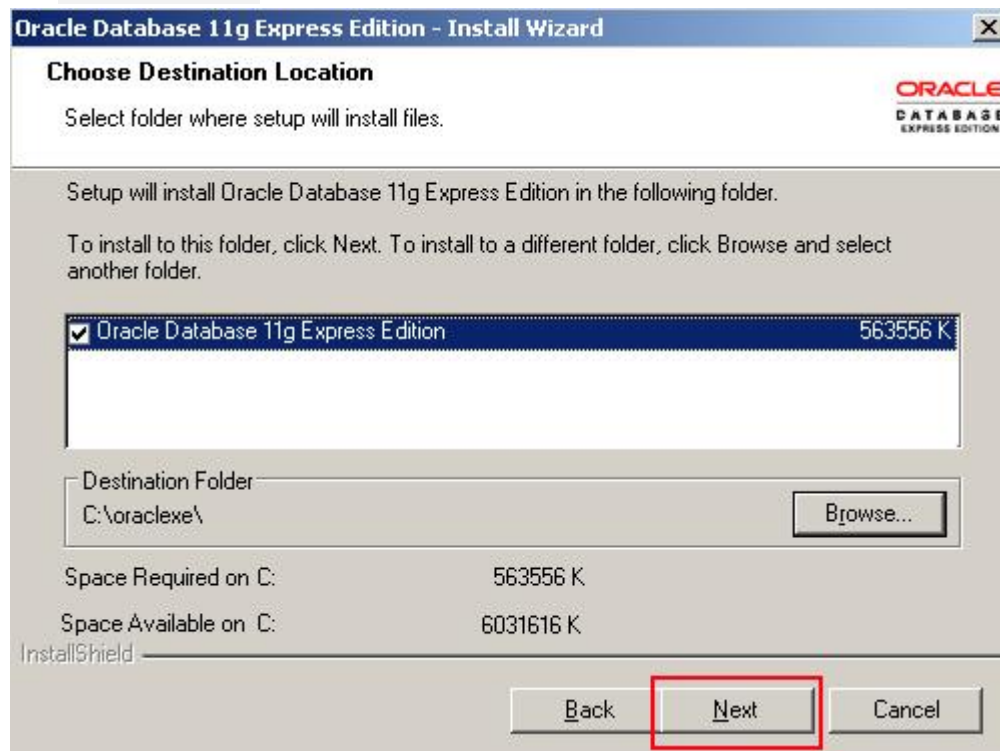 Oracle Database 11g Express Edition - Install Wizard
Choose Destination Location
Select folder where setup will install files.
ORACLE
DATABASE
EXPRESS EDITION
Setup will install Oracle Database 11g Express Edition in the following folder.
To install to this folder, click Next. To install to a different folder, click Browse and select
another folder.
Oracle Database 11g Express Edition 563556 K
Destination Folder
C:\oraclexe\
Browse...
Space Required on C: 563556 K
Space Available on C: 6031616 K
InstallShield
Back Next Cancel